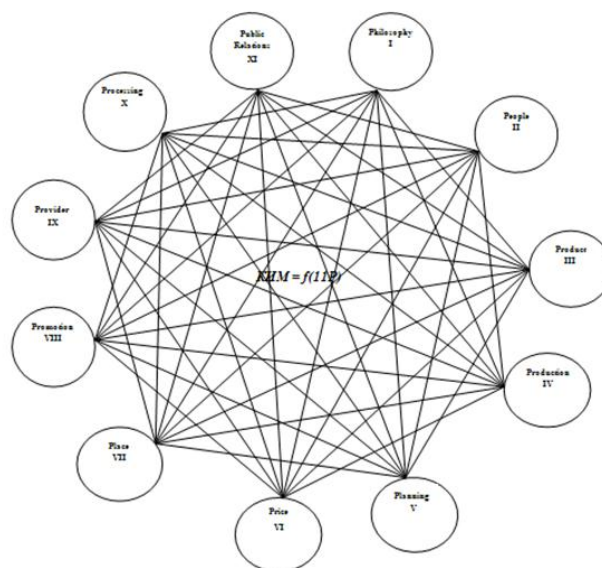 Philosophy
I
People
II
Product
III
Production
IV
Planning
V
Price
VI
Place
VII
Promotion
VIII
Provider
IX
Processing
X
Public
Relations
XI
KHM = f(11P)